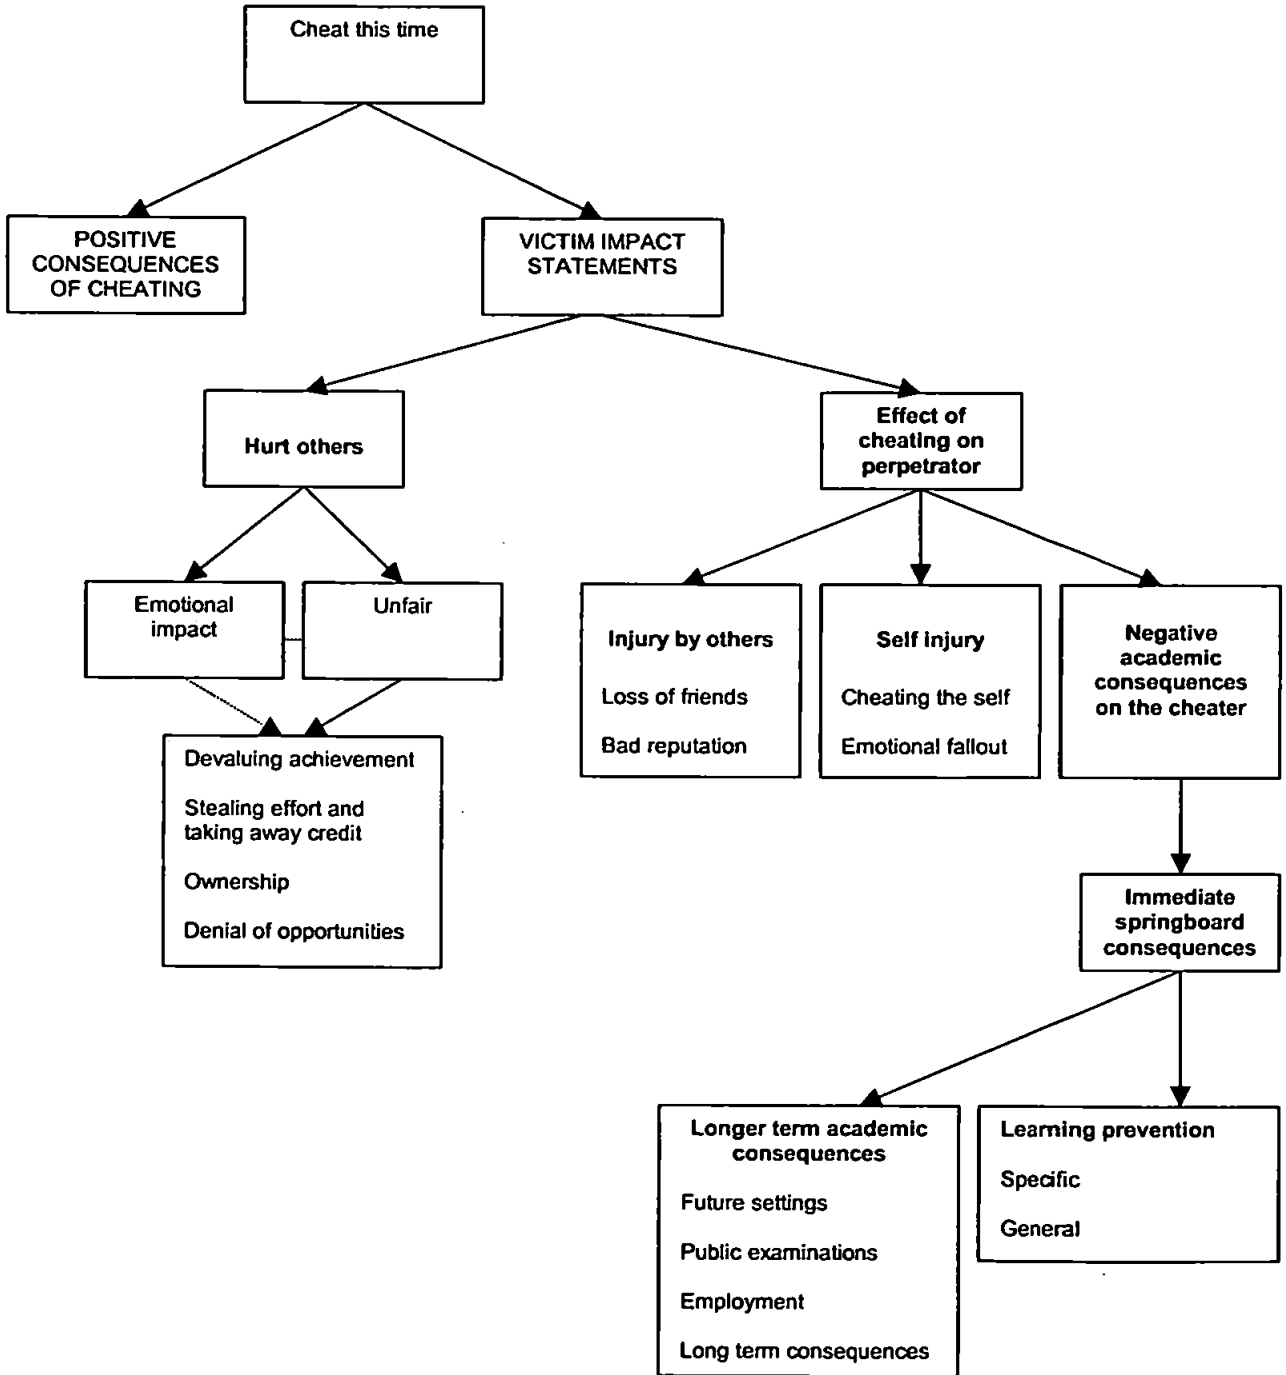 Cheat this time
POSITIVE
CONSEQUENCES
OF CHEATING
VICTIM IMPACT
STATEMENTS
Hurt others
Effect of
cheating on
perpetrator
Emotional
impact
Unfair
Injury by others
Loss of friends
Bad reputation
Self injury
Cheating the self
Emotional fallout
Negative
academic
consequences
on the cheater
Devaluing achievement
Stealing effort and
taking away credit
Ownership
Denial of opportunities
Immediate
springboard
consequences
Longer term academic
consequences
Future settings
Public examinations
Employment
Long term consequences
Learning prevention
Specific
General